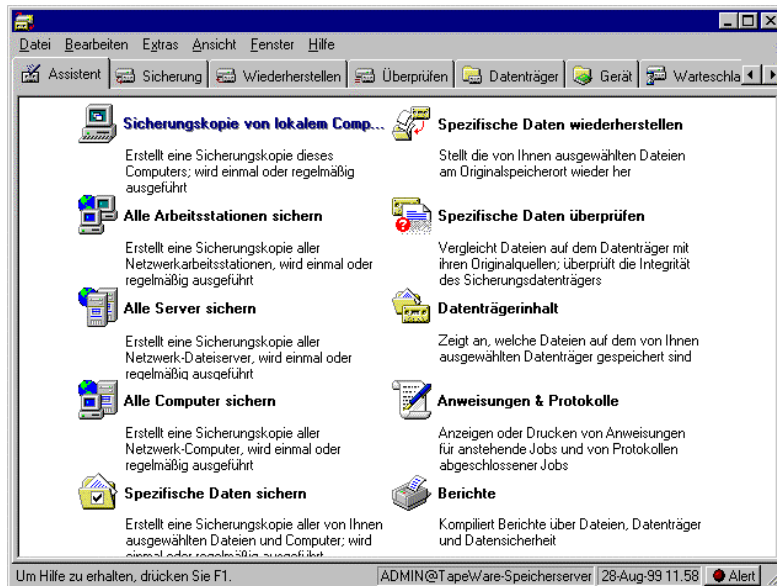 Datei Bearbeiten Extras Ansicht Fenster Hilfe
Assistent Sicherung Wiederherstellen Überprüfen Datenträger Gerät Warteschla
Sicherungskopie von lokalem Comp...
Erstellt eine Sicherungskopie dieses
Computers; wird einmal oder regelmäßig
ausgeführt
Alle Arbeitsstationen sichern
Erstellt eine Sicherungskopie aller
Netzwerkarbeitsstationen, wird einmal oder
regelmäßig ausgeführt
Alle Server sichern
Erstellt eine Sicherungskopie aller
Netzwerk-Dateiserver, wird einmal oder
regelmäßig ausgeführt
Alle Computer sichern
Erstellt eine Sicherungskopie aller
Netzwerk-Computer, wird einmal oder
regelmäßig ausgeführt
Spezifische Daten sichern
Erstellt eine Sicherungskopie aller von Ihnen
ausgewählten Dateien und Computer; wird
einmal oder regelmäßig ausgeführt
Spezifische Daten wiederherstellen
Stellt die von Ihnen ausgewählten Dateien
am Originalspeicherort wieder her
Spezifische Daten überprüfen
Vergleicht Dateien auf dem Datenträger mit
ihren Originalquellen; überprüft die Integrität
des Sicherungsdatenträgers
Datenträgerinhalt
Zeigt an, welche Dateien auf dem von Ihnen
ausgewählten Datenträger gespeichert sind
Anweisungen & Protokolle
Anzeigen oder Drucken von Anweisungen
für anstehende Jobs und von Protokollen
abgeschlossener Jobs
Berichte
Kompiliert Berichte über Dateien, Datenträger
und Datensicherheit
Um Hilfe zu erhalten, drücken Sie F1. ADMIN@TapeWare-Speicherserver 28-Aug-99 11.58 Alert